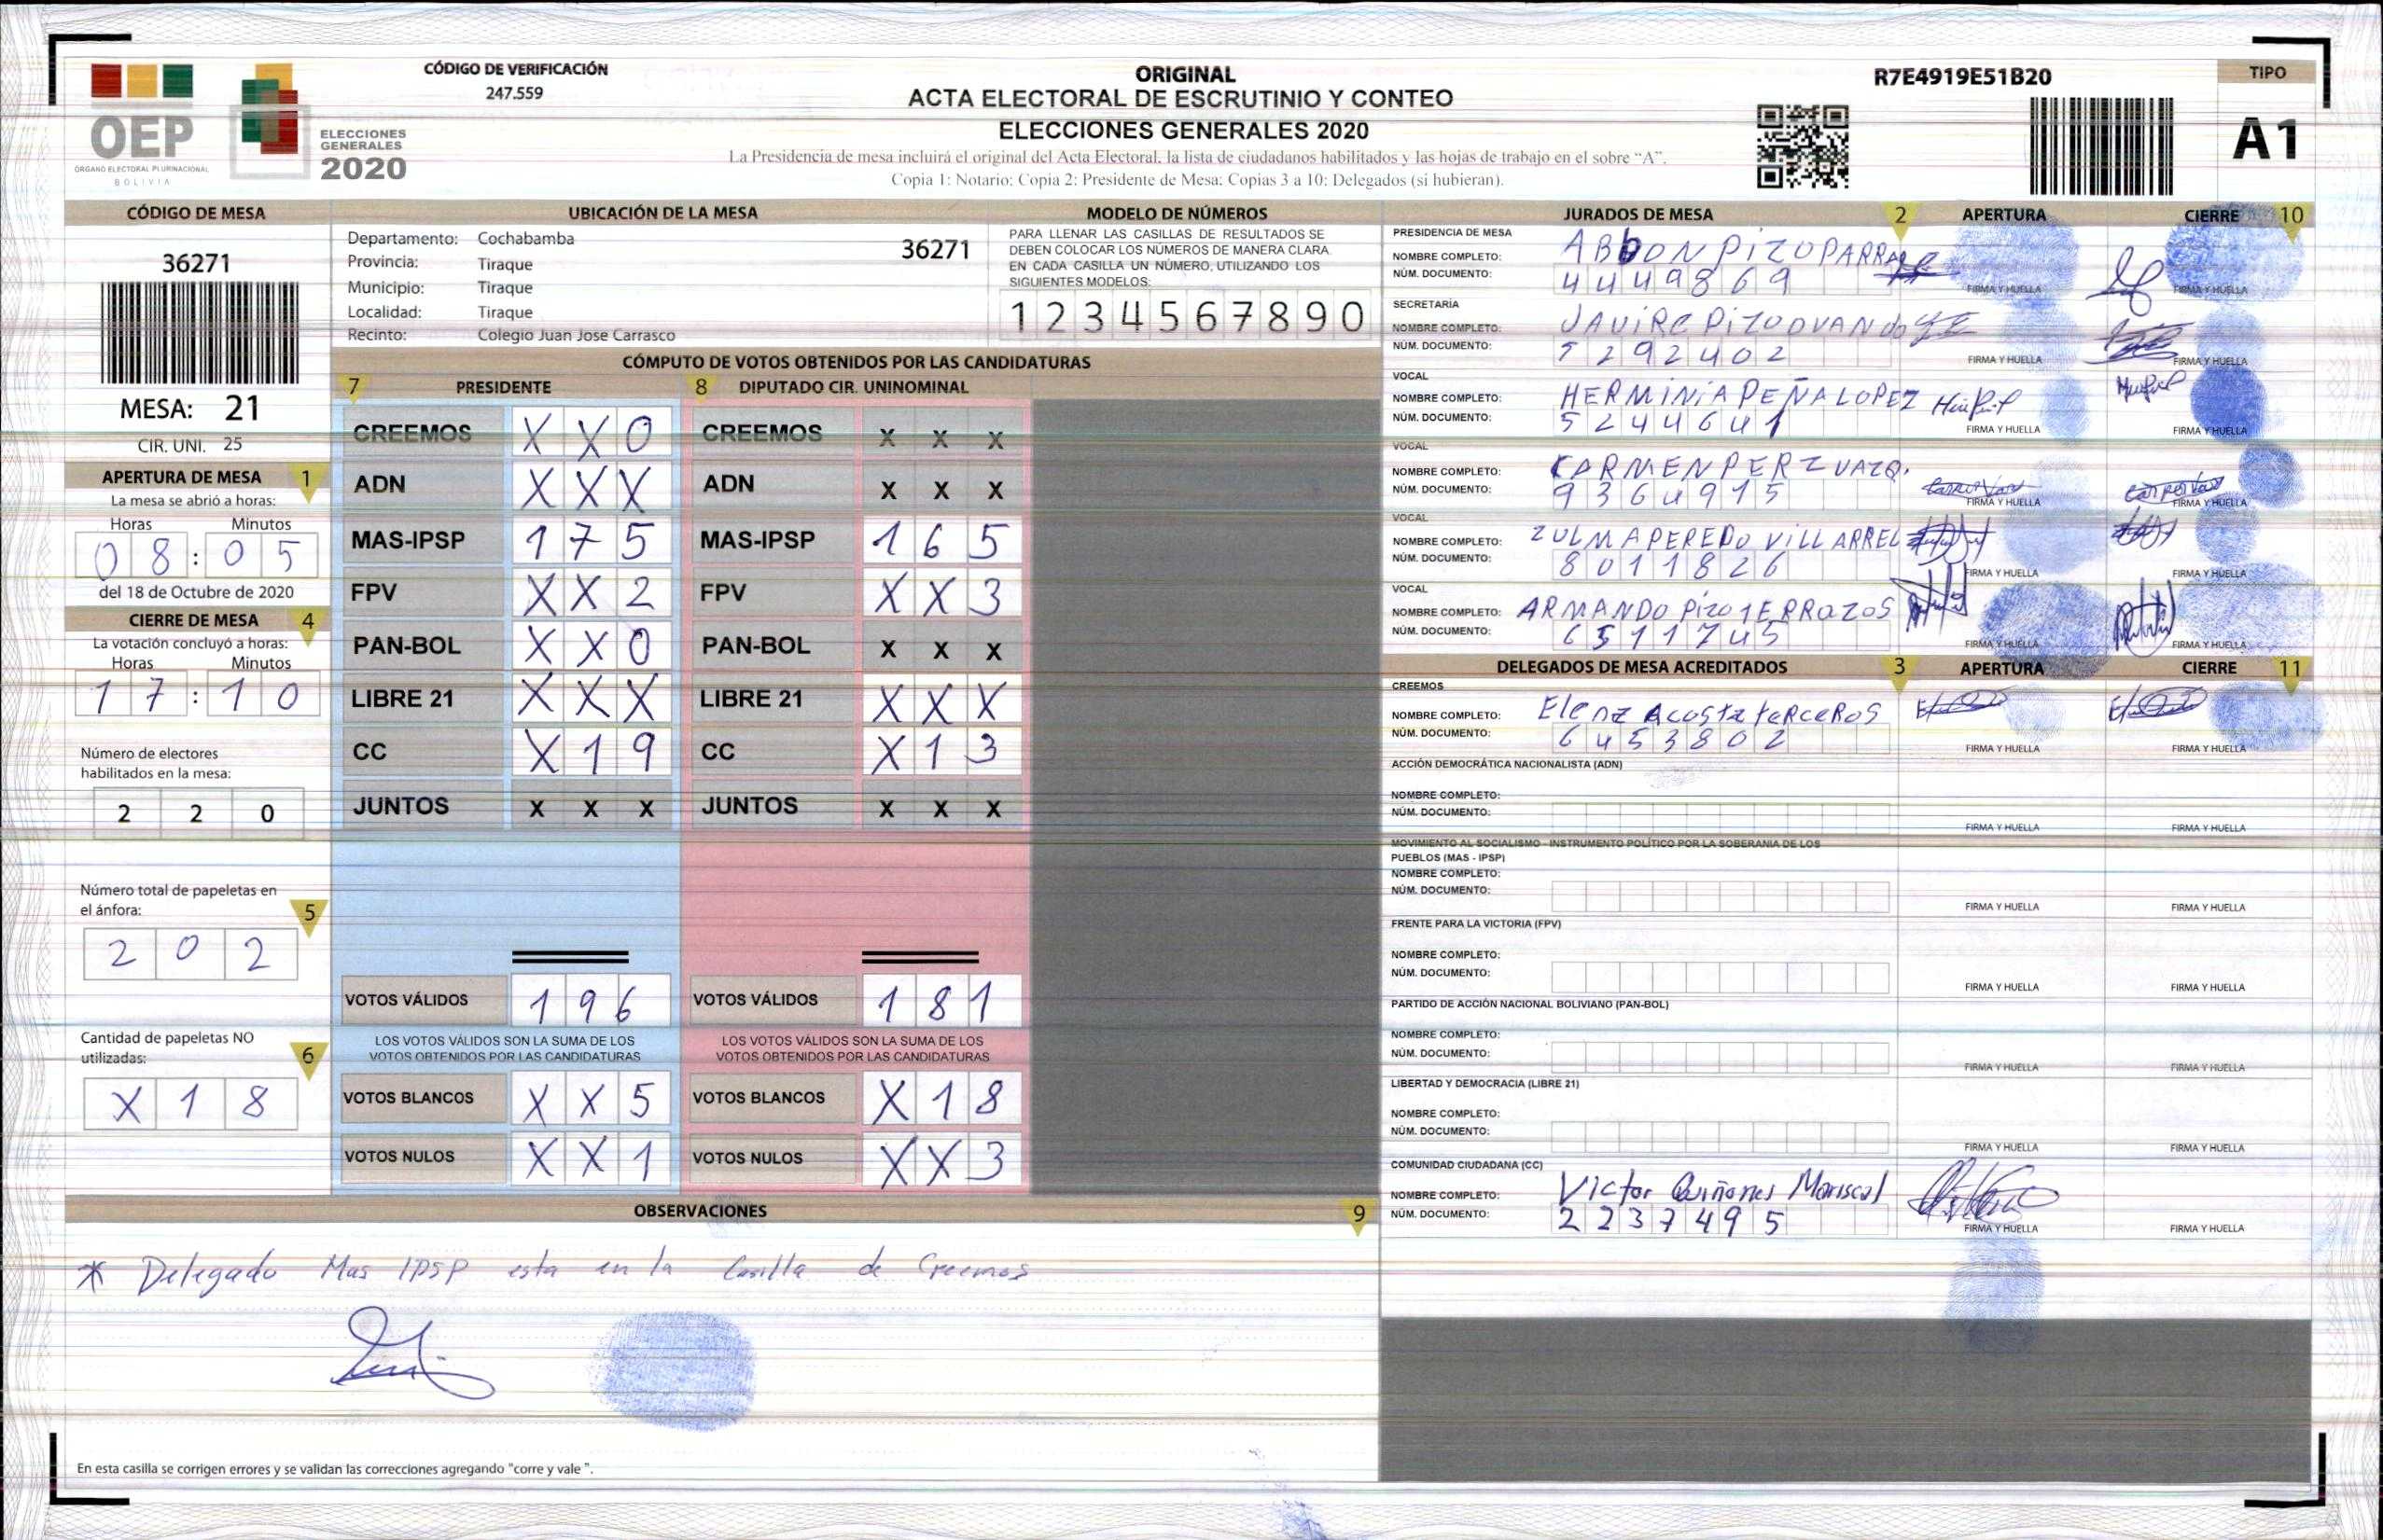 CÓDIGO DE VERIFICACIÓN
247.559
OEP
ÓRGANO ELECTORAL PLURINACIONAL
BOLIVIA
ELECCIONES
GENERALES
2020
ORIGINAL
ACTA ELECTORAL DE ESCRUTINIO Y CONTEO
ELECCIONES GENERALES 2020
La Presidencia de mesa incluirá el original del Acta Electoral, la lista de ciudadanos habilitados y las hojas de trabajo en el sobre “A”.
Copia 1: Notario; Copia 2: Presidente de Mesa; Copias 3 a 10: Delegados (si hubieran).
R7E4919E51B20
TIPO
A1
CÓDIGO DE MESA
36271
MESA: 21
CIR. UNI. 25
APERTURA DE MESA 1
La mesa se abrió a horas:
Horas Minutos
08:05
del 18 de Octubre de 2020
CIERRE DE MESA 4
La votación concluyó a horas:
Horas Minutos
17:10
Número de electores
habilitados en la mesa:
2 2 0
Número total de papeletas en
el ánfora: 5
2 0 2
Cantidad de papeletas NO
utilizadas: 6
X 1 8
UBICACIÓN DE LA MESA
Departamento: Cochabamba 36271
Provincia: Tiraque
Municipio: Tiraque
Localidad: Tiraque
Recinto: Colegio Juan Jose Carrasco
MODELO DE NÚMEROS
PARA LLENAR LAS CASILLAS DE RESULTADOS SE
DEBEN COLOCAR LOS NÚMEROS DE MANERA CLARA
EN CADA CASILLA UN NÚMERO, UTILIZANDO LOS
SIGUIENTES MODELOS:
1 2 3 4 5 6 7 8 9 0
CÓMPUTO DE VOTOS OBTENIDOS POR LAS CANDIDATURAS
7 PRESIDENTE 8 DIPUTADO CIR. UNINOMINAL
CREEMOS X X 0 CREEMOS X X X
ADN X X X ADN X X X
MAS-IPSP 1 7 5 MAS-IPSP 1 6 5
FPV X X 2 FPV X X 3
PAN-BOL X X 0 PAN-BOL X X X
LIBRE 21 X X X LIBRE 21 X X X
CC X 1 9 CC X 1 3
JUNTOS X X X JUNTOS X X X
VOTOS VÁLIDOS 1 9 6 VOTOS VÁLIDOS 1 8 1
LOS VOTOS VÁLIDOS SON LA SUMA DE LOS LOS VOTOS VÁLIDOS SON LA SUMA DE LOS
VOTOS OBTENIDOS POR LAS CANDIDATURAS VOTOS OBTENIDOS POR LAS CANDIDATURAS
VOTOS BLANCOS X X 5 VOTOS BLANCOS X 1 8
VOTOS NULOS X X 1 VOTOS NULOS X X 3
OBSERVACIONES 9
* Delegado Mas IPSP esta en la Casilla de Creemos
En esta casilla se corrigen errores y se validan las correcciones agregando "corre y vale ".
JURADOS DE MESA 2 APERTURA CIERRE 10
PRESIDENCIA DE MESA
NOMBRE COMPLETO: ABDON PIZO PARRA
NÚM. DOCUMENTO: 4449869
FIRMA Y HUELLA FIRMA Y HUELLA
SECRETARÍA
NOMBRE COMPLETO: JAVIRE PIZO OVANDO
NÚM. DOCUMENTO: 5292402
FIRMA Y HUELLA FIRMA Y HUELLA
VOCAL
NOMBRE COMPLETO: HERMINIA PEÑA LOPEZ
NÚM. DOCUMENTO: 5244641
FIRMA Y HUELLA FIRMA Y HUELLA
VOCAL
NOMBRE COMPLETO: CARMEN PERZ VAZQ.
NÚM. DOCUMENTO: 9364915
FIRMA Y HUELLA FIRMA Y HUELLA
VOCAL
NOMBRE COMPLETO: ZULMA PEREDO VILLARREL
NÚM. DOCUMENTO: 8011826
FIRMA Y HUELLA FIRMA Y HUELLA
VOCAL
NOMBRE COMPLETO: ARMANDO PIZO TERRAZOS
NÚM. DOCUMENTO: 6511745
FIRMA Y HUELLA FIRMA Y HUELLA
DELEGADOS DE MESA ACREDITADOS 3 APERTURA CIERRE 11
CREEMOS
NOMBRE COMPLETO: Elena Acosta terceros
NÚM. DOCUMENTO: 6453802
FIRMA Y HUELLA FIRMA Y HUELLA
ACCIÓN DEMOCRÁTICA NACIONALISTA (ADN)
NOMBRE COMPLETO:
NÚM. DOCUMENTO:
FIRMA Y HUELLA FIRMA Y HUELLA
MOVIMIENTO AL SOCIALISMO - INSTRUMENTO POLÍTICO POR LA SOBERANIA DE LOS
PUEBLOS (MAS - IPSP)
NOMBRE COMPLETO:
NÚM. DOCUMENTO:
FIRMA Y HUELLA FIRMA Y HUELLA
FRENTE PARA LA VICTORIA (FPV)
NOMBRE COMPLETO:
NÚM. DOCUMENTO:
FIRMA Y HUELLA FIRMA Y HUELLA
PARTIDO DE ACCIÓN NACIONAL BOLIVIANO (PAN-BOL)
NOMBRE COMPLETO:
NÚM. DOCUMENTO:
FIRMA Y HUELLA FIRMA Y HUELLA
LIBERTAD Y DEMOCRACIA (LIBRE 21)
NOMBRE COMPLETO:
NÚM. DOCUMENTO:
FIRMA Y HUELLA FIRMA Y HUELLA
COMUNIDAD CIUDADANA (CC)
NOMBRE COMPLETO: Victor Quiñones Mariscal
NÚM. DOCUMENTO: 2237495
FIRMA Y HUELLA FIRMA Y HUELLA